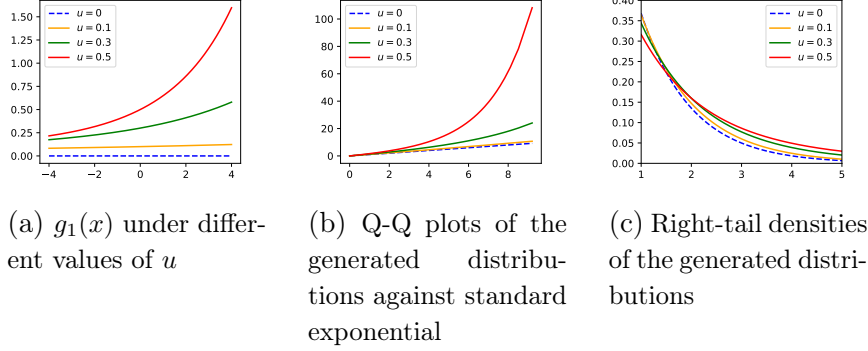 1.50
1.25
1.00
0.75
0.50
0.25
0.00
−4 −2 0 2 4
u = 0
u = 0.1
u = 0.3
u = 0.5
(a) g₁(x) under differ-
ent values of u
100
80
60
40
20
0
0 2 4 6 8
u = 0
u = 0.1
u = 0.3
u = 0.5
(b) Q-Q plots of the
generated distribu-
tions against standard
exponential
0.40
0.35
0.30
0.25
0.20
0.15
0.10
0.05
0.00
1 2 3 4 5
u = 0
u = 0.1
u = 0.3
u = 0.5
(c) Right-tail densities
of the generated distri-
butions